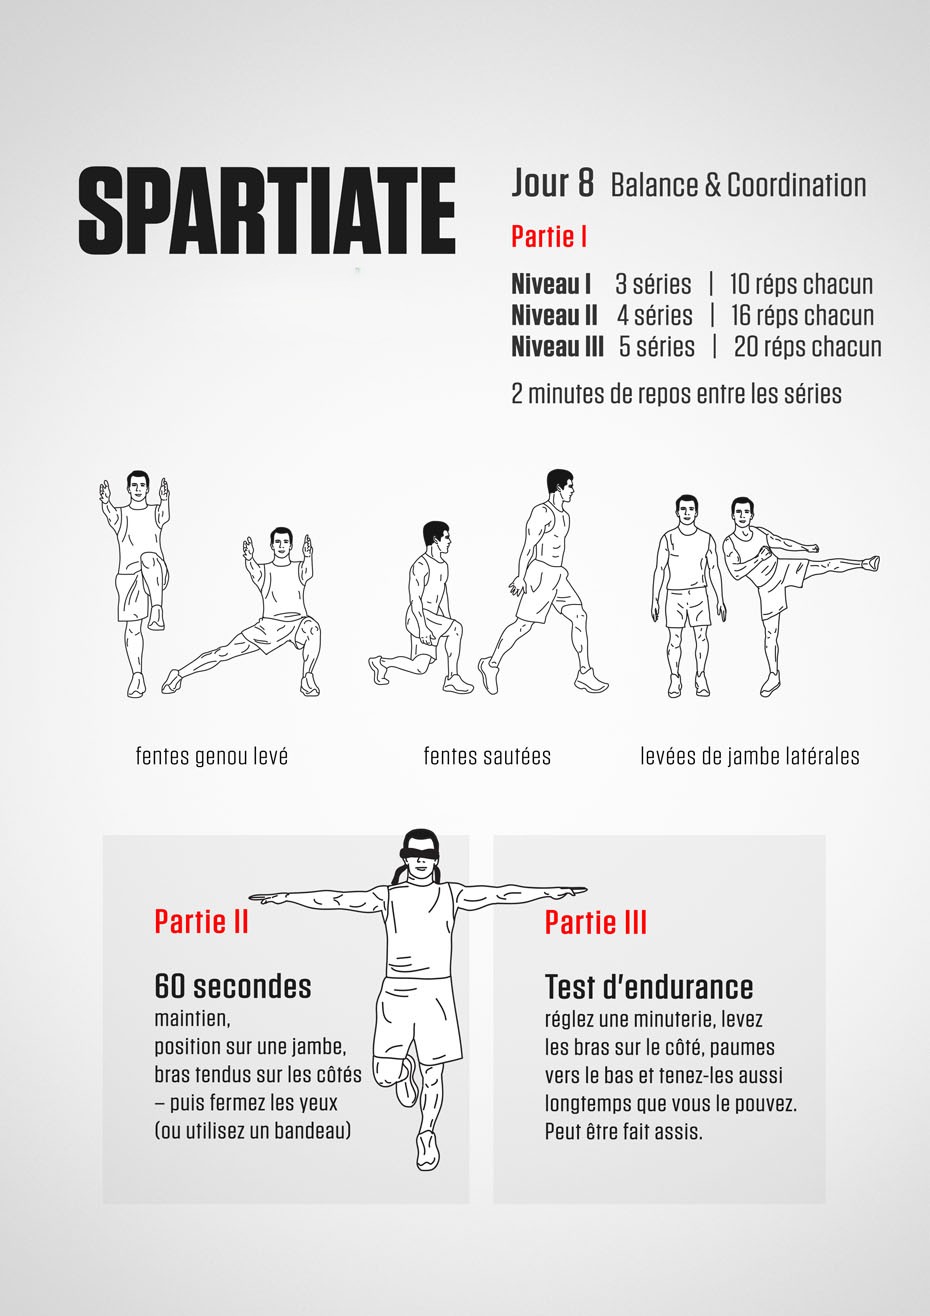 SPARTIATE
Jour 8 Balance & Coordination
Partie I
Niveau I 3 séries | 10 réps chacun
Niveau II 4 séries | 16 réps chacun
Niveau III 5 séries | 20 réps chacun
2 minutes de repos entre les séries
fentes genou levé
fentes sautées
levées de jambe latérales
Partie II
60 secondes
maintien,
position sur une jambe,
bras tendus sur les côtés
– puis fermez les yeux
(ou utilisez un bandeau)
Partie III
Test d'endurance
réglez une minuterie, levez
les bras sur le côté, paumes
vers le bas et tenez-les aussi
longtemps que vous le pouvez.
Peut être fait assis.